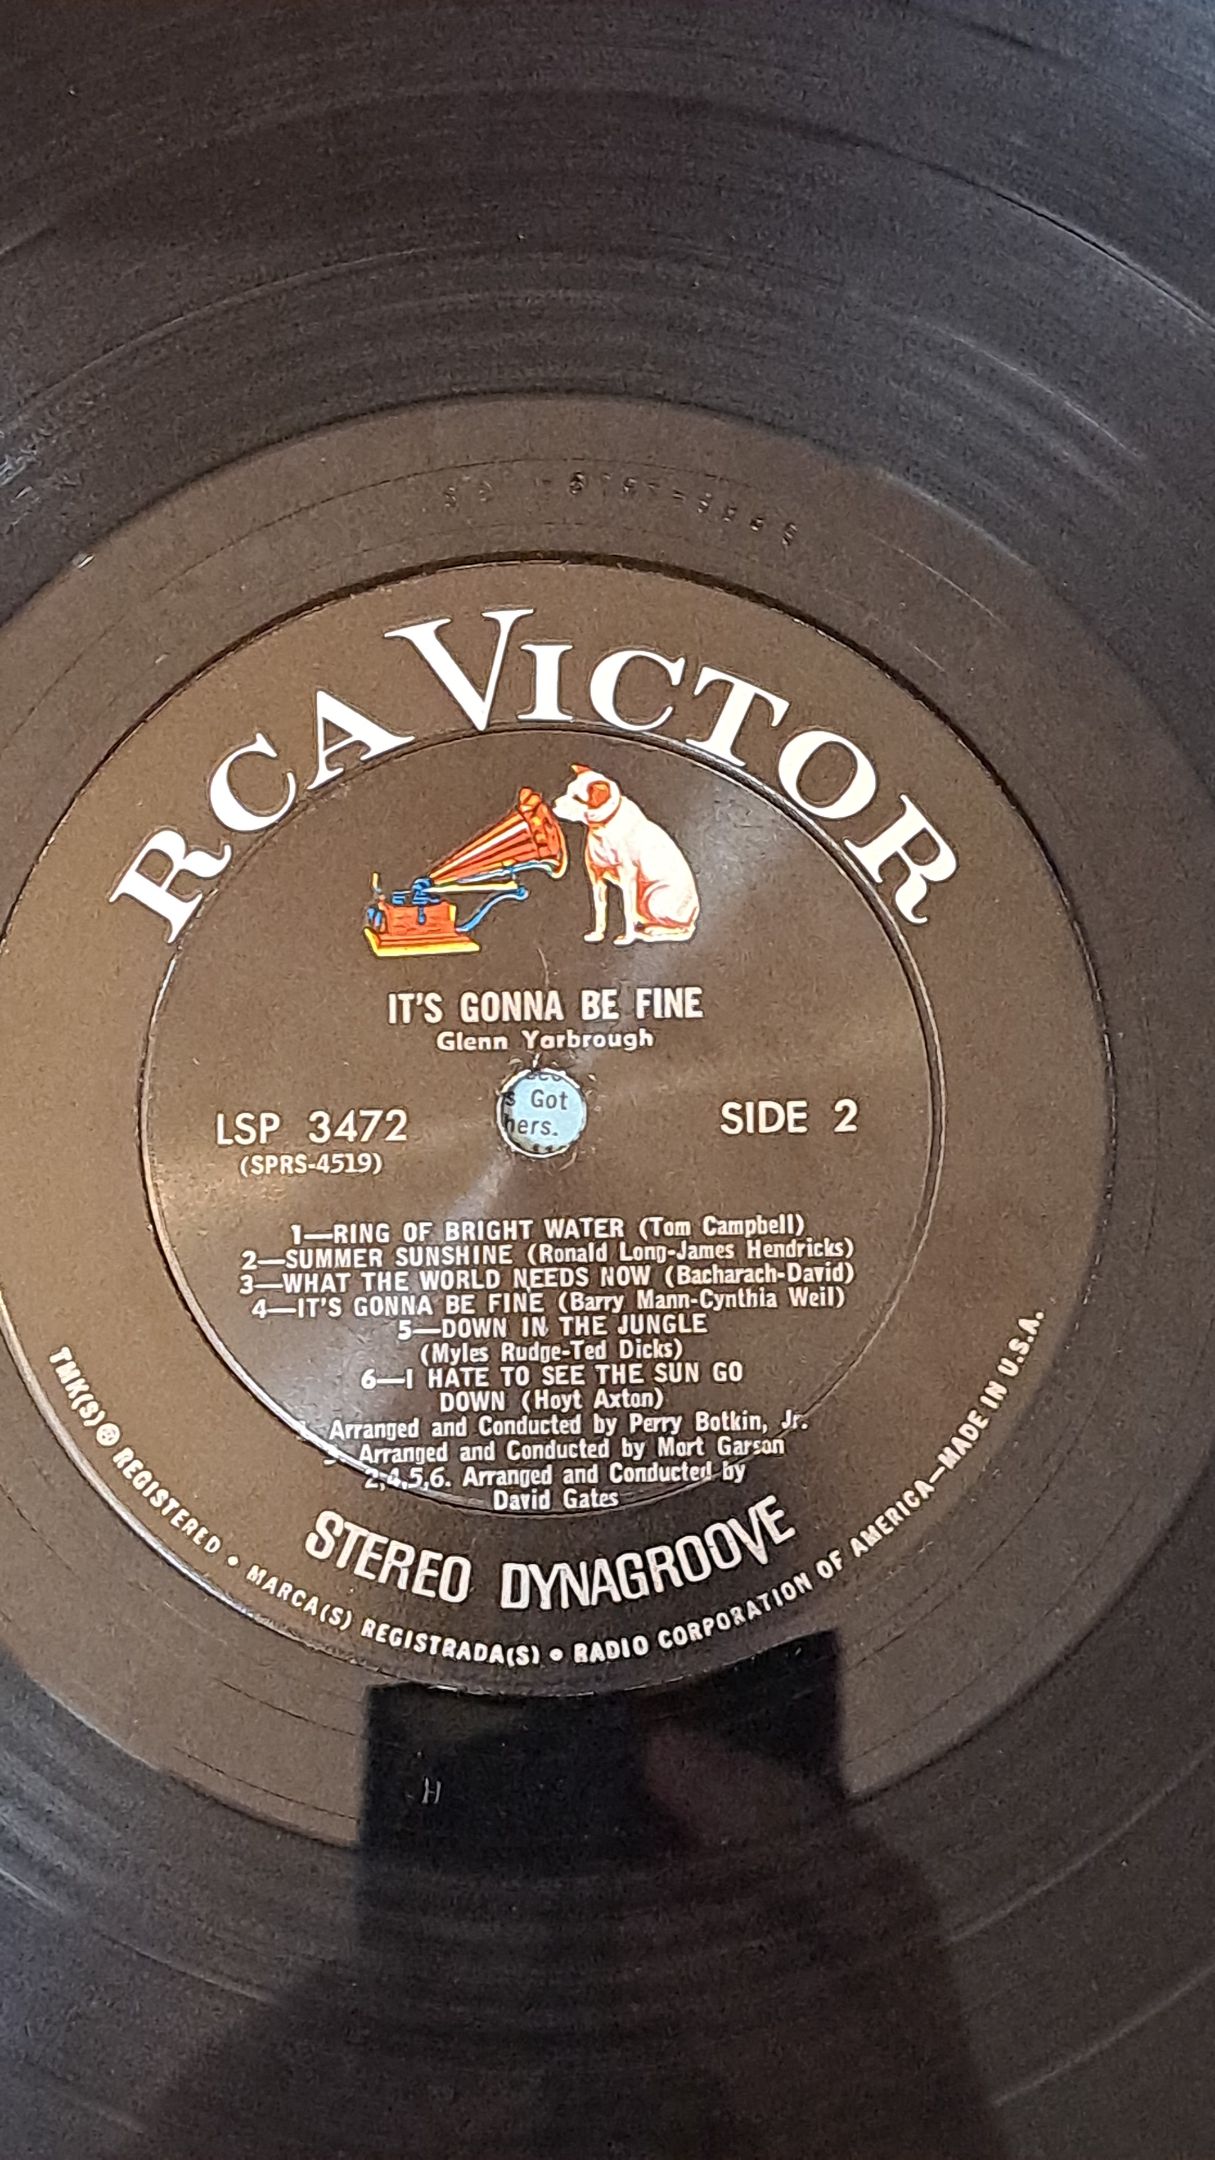 RCA VICTOR
IT'S GONNA BE FINE
Glenn Yarbrough
s Got
hers.
LSP 3472
(SPRS-4519)
SIDE 2
1—RING OF BRIGHT WATER (Tom Campbell)
2—SUMMER SUNSHINE (Ronald Long-James Hendricks)
3—WHAT THE WORLD NEEDS NOW (Bacharach-David)
4—IT'S GONNA BE FINE (Barry Mann-Cynthia Weil)
5—DOWN IN THE JUNGLE
(Myles Rudge-Ted Dicks)
6—I HATE TO SEE THE SUN GO
DOWN (Hoyt Axton)
Arranged and Conducted by Perry Botkin, Jr.
3. Arranged and Conducted by Mort Garson
2,4,5,6. Arranged and Conducted by
David Gates
STEREO DYNAGROOVE
TMK(S) ® REGISTERED • MARCA(S) REGISTRADA(S) • RADIO CORPORATION OF AMERICA—MADE IN U.S.A.
H